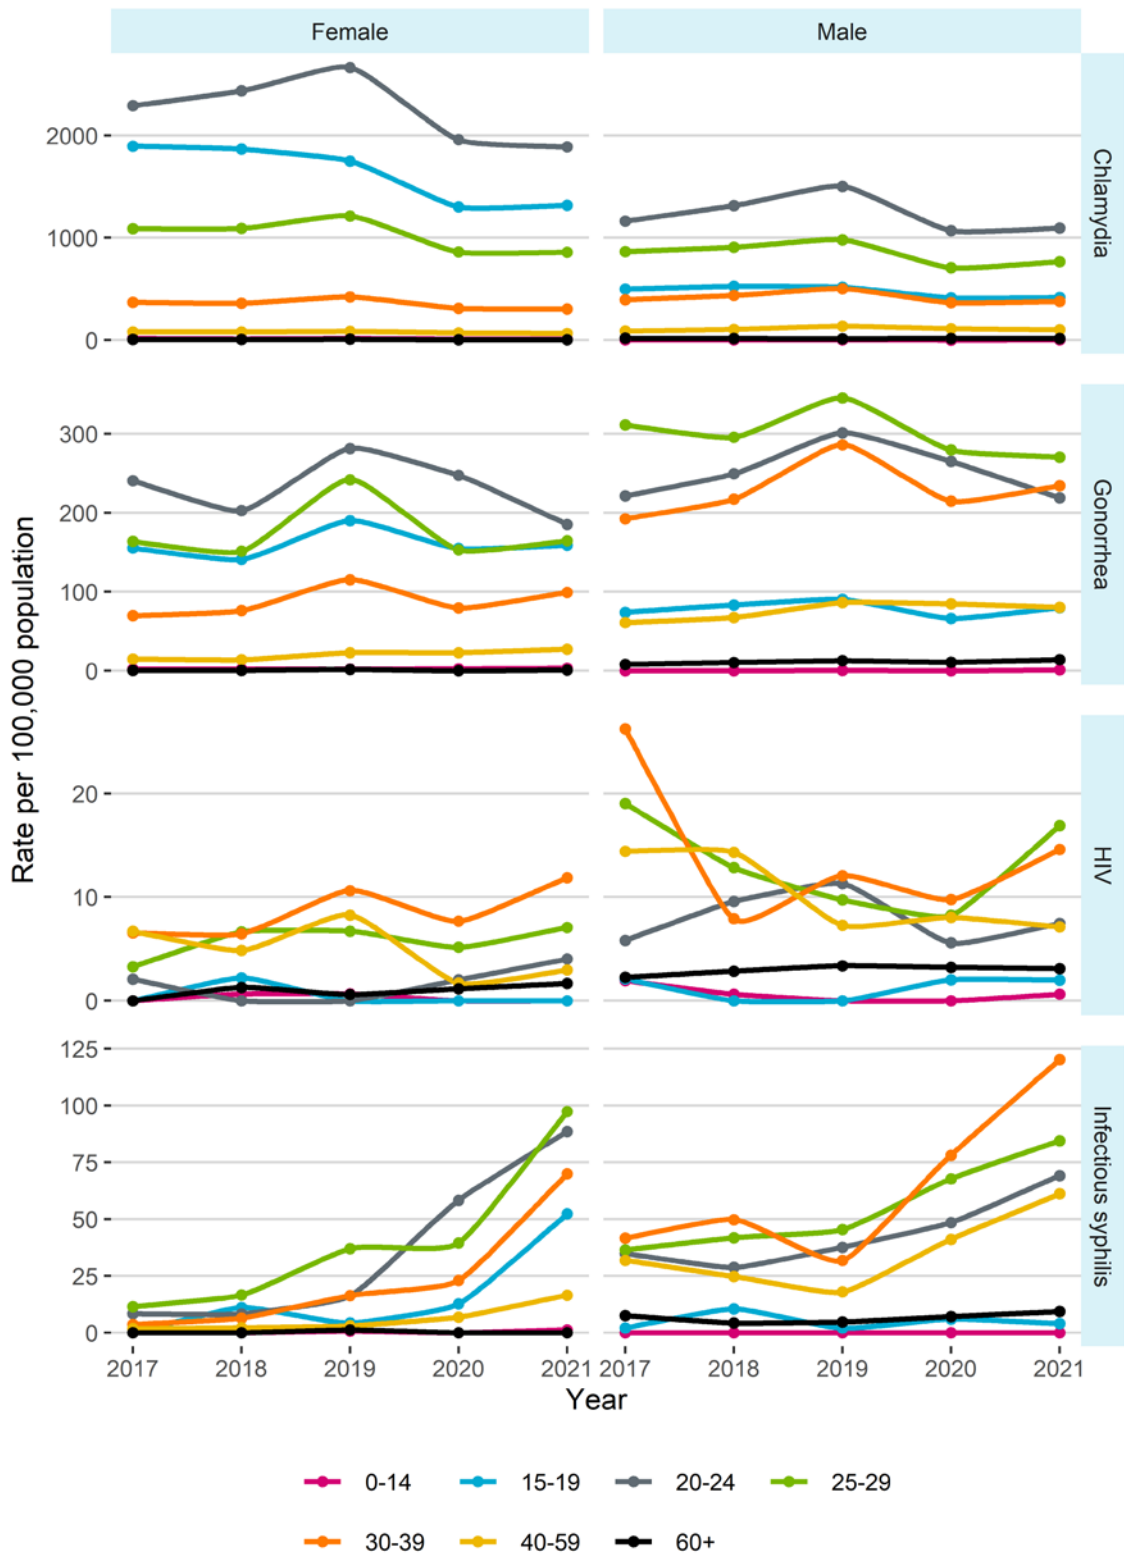 Female Male
2000
1000
0
Chlamydia
300
200
100
0
Gonorrhea
20
10
0
HIV
125
100
75
50
25
0
Infectious syphilis
Rate per 100,000 population
2017 2018 2019 2020 2021 2017 2018 2019 2020 2021
Year
0-14 15-19 20-24 25-29
30-39 40-59 60+